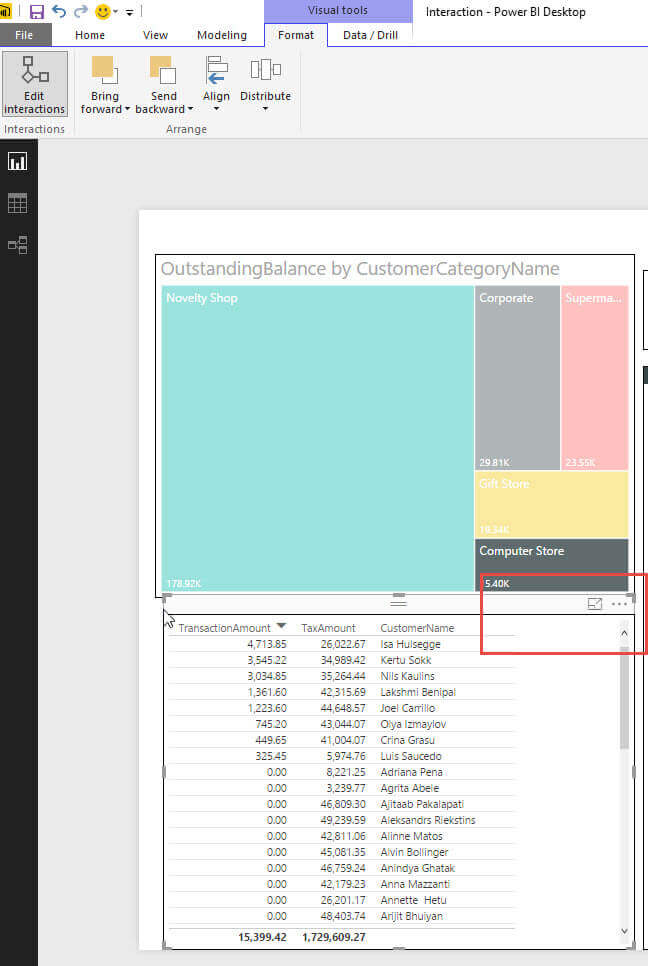 Visual tools
Interaction - Power BI Desktop
File Home View Modeling Format Data / Drill
Edit interactions
Bring forward
Send backward
Align
Distribute
Interactions
Arrange
OutstandingBalance by CustomerCategoryName
Novelty Shop
178.92K
Corporate
29.81K
Superma...
23.55K
Gift Store
19.34K
Computer Store
5.40K
TransactionAmount TaxAmount CustomerName
4,713.85 26,022.67 Isa Hulsegge
3,545.22 34,989.42 Kertu Sokk
3,034.85 35,264.44 Nils Kaulins
1,361.60 42,315.69 Lakshmi Benipal
1,223.60 44,648.57 Joel Carrillo
745.20 43,044.07 Olya Izmaylov
449.65 41,004.07 Crina Grasu
325.45 5,974.76 Luis Saucedo
0.00 8,221.25 Adriana Pena
0.00 3,239.77 Agrita Abele
0.00 46,809.30 Ajitaab Pakalapati
0.00 49,239.59 Aleksandrs Riekstins
0.00 42,811.06 Alinne Matos
0.00 45,081.35 Alvin Bollinger
0.00 46,759.24 Anindya Ghatak
0.00 42,179.23 Anna Mazzanti
0.00 26,201.17 Annette Hetu
0.00 48,403.74 Arijit Bhuiyan
15,399.42 1,729,609.27